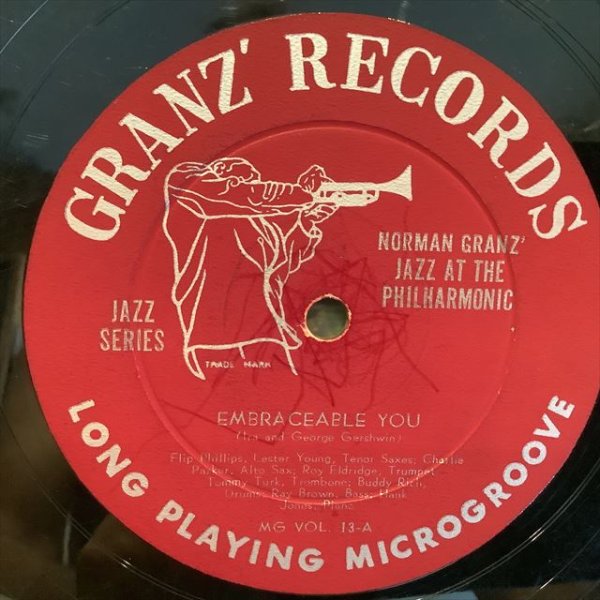 GRANZ' RECORDS
NORMAN GRANZ'
JAZZ AT THE
PHILHARMONIC
JAZZ
SERIES
TRADE MARK
EMBRACEABLE YOU
(Ira and George Gershwin)
Flip Phillips, Lester Young, Tenor Saxes; Charlie
Parker, Alto Sax; Roy Eldridge, Trumpet
Tommy Turk, Trombone; Buddy Rich,
Drums; Ray Brown, Bass; Hank
Jones, Piano
MG VOL. 13-A
LONG PLAYING MICROGROOVE